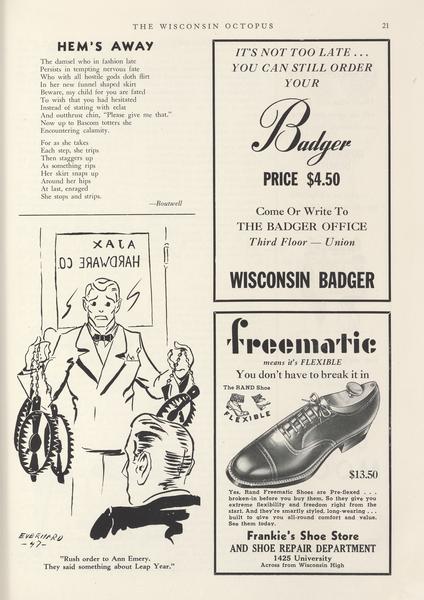 THE WISCONSIN OCTOPUS
21
HEM'S AWAY
The damsel who in fashion late
Persists in tempting nervous fate
Who with all hostile gods doth flirt
In her new funnel shaped skirt
Beware, my child for you are fated
To wish that you had hesitated
Instead of stating with eclat
And outthrust chin, "Please give me that."
Now up to Bascom totters she
Encountering calamity.
For as she takes
Each step, she trips
Then staggers up
As something rips
Her skirt snaps up
Around her hips
At last, enraged
She stops and strips.
—Boutwell
AJAX
HARDWARE CO.
EVERHARD
-47-
"Rush order to Ann Emery.
They said something about Leap Year."
IT'S NOT TOO LATE . . .
YOU CAN STILL ORDER
YOUR
Badger
PRICE $4.50
Come Or Write To
THE BADGER OFFICE
Third Floor — Union
WISCONSIN BADGER
freematic
means it's FLEXIBLE
You don't have to break it in
The RAND Shoe
FLEXIBLE
$13.50
Yes, Rand Freematic Shoes are Pre-flexed . . .
broken-in before you buy them. So they give you
extreme flexibility and freedom right from the
start. And they're smartly styled, long-wearing . . .
built to give you all-round comfort and value.
See them today.
Frankie's Shoe Store
AND SHOE REPAIR DEPARTMENT
1425 University
Across from Wisconsin High